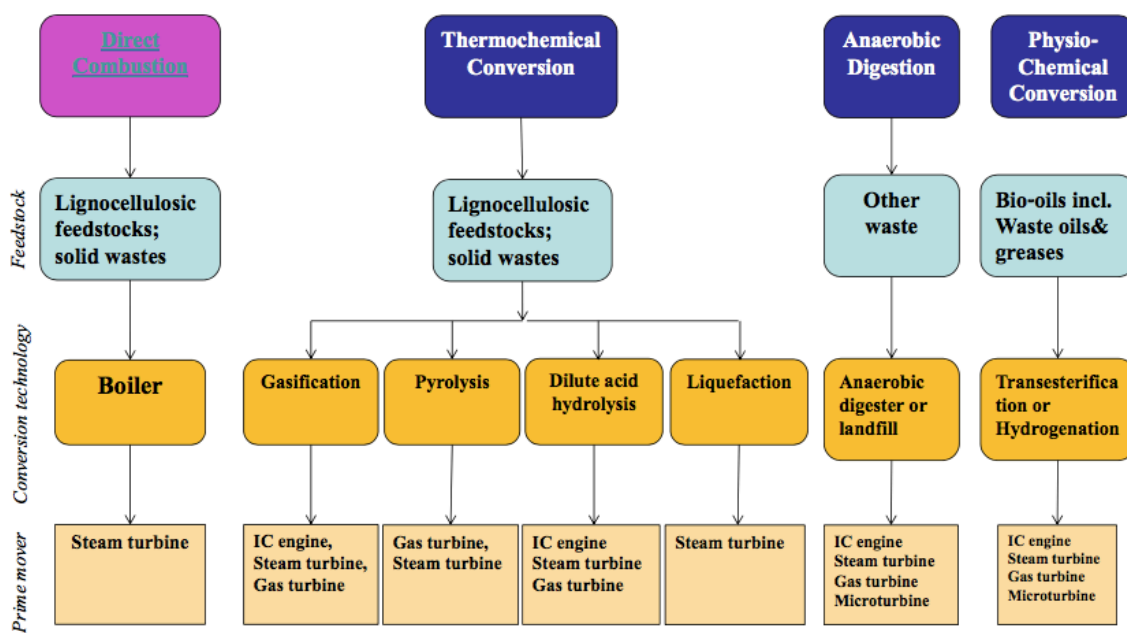 Direct
Combustion
Thermochemical
Conversion
Anaerobic
Digestion
Physio-
Chemical
Conversion
Feedstock
Lignocellulosic
feedstocks;
solid wastes
Lignocellulosic
feedstocks;
solid wastes
Other
waste
Bio-oils incl.
Waste oils&
greases
Conversion technology
Boiler
Gasification
Pyrolysis
Dilute acid
hydrolysis
Liquefaction
Anaerobic
digester or
landfill
Transesterifica
tion or
Hydrogenation
Prime mover
Steam turbine
IC engine,
Steam turbine,
Gas turbine
Gas turbine,
Steam turbine
IC engine
Steam turbine
Gas turbine
Steam turbine
IC engine
Steam turbine
Gas turbine
Microturbine
IC engine
Steam turbine
Gas turbine
Microturbine